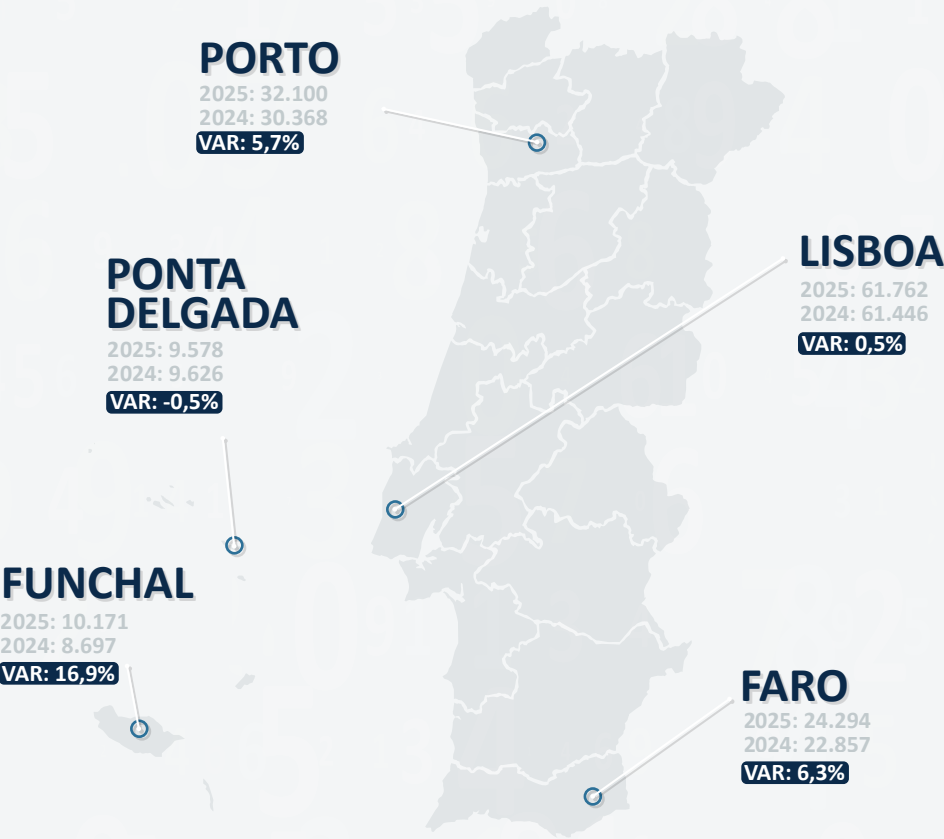 PORTO
2025: 32.100
2024: 30.368
VAR: 5,7%
LISBOA
2025: 61.762
2024: 61.446
VAR: 0,5%
PONTA
DELGADA
2025: 9.578
2024: 9.626
VAR: -0,5%
FUNCHAL
2025: 10.171
2024: 8.697
VAR: 16,9%
FARO
2025: 24.294
2024: 22.857
VAR: 6,3%